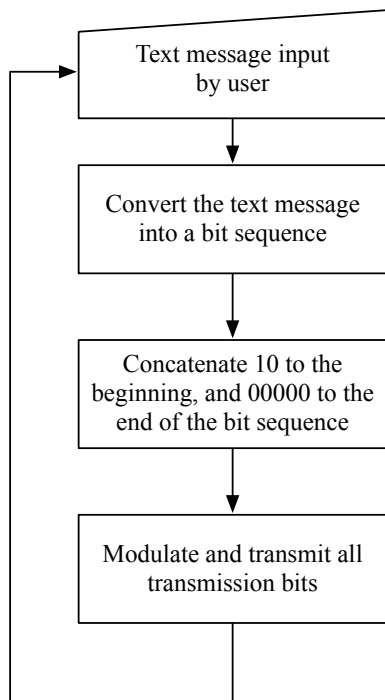 Text message input
by user
Convert the text message
into a bit sequence
Concatenate 10 to the
beginning, and 00000 to the
end of the bit sequence
Modulate and transmit all
transmission bits